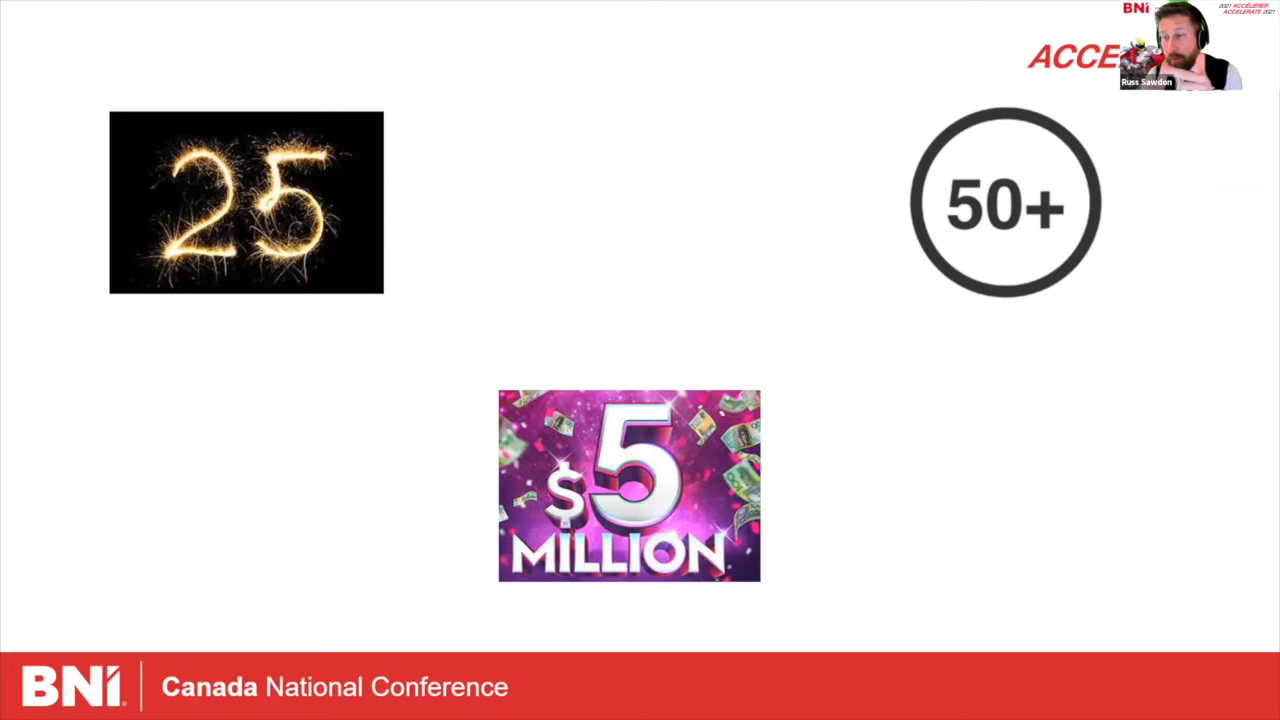 BNI
2021 ACCÉLÉRER
ACCELERATE 2021
ACCE
Russ Sawdon
25
50+
$5
MILLION
BNI® Canada National Conference